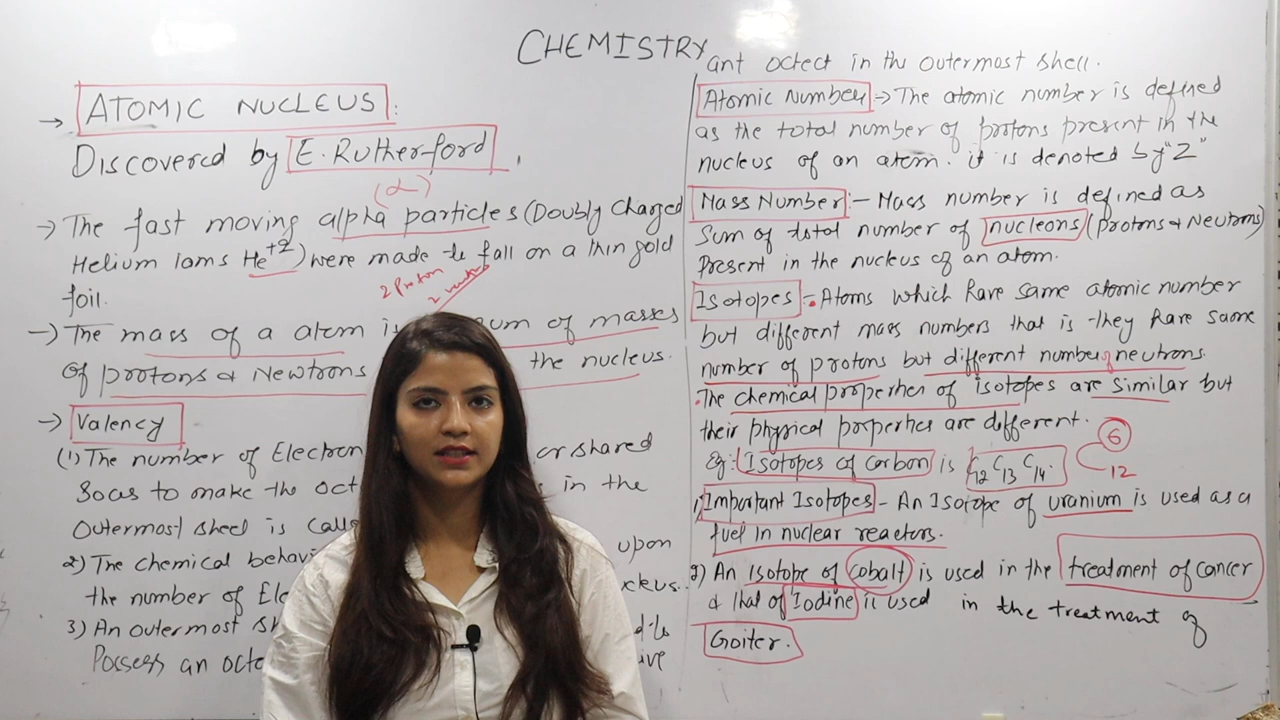 CHEMISTRY
→ ATOMIC NUCLEUS:
Discovered by E. Rutherford.
(α)
→ The fast moving alpha particles (Doubly Charged
Helium Ions He+2) were made to fall on a thin gold
foil.
2 Proton
2
→) The mass of a atom is sum of masses
of protons & Newtrons the nucleus.
→) Valency
(1) The number of Electron or shared
to make the oct in the
Outermost sheel is calle
2) The chemical behavi upon
the number of Ele cleus.
3) An outermost sh
Possess an octe
ant octect in the outermost shell.
Atomic Number → The atomic number is defined
as the total number of protons present in the
nucleus of an atom. it is denoted by "Z"
Mass Number :- Mass number is defined as
Sum of total number of nucleons (protons & Neutrons)
Present in the nucleus of an atom.
Isotopes :- Atoms which have same atomic number
but different mass numbers that is they have same
number of protons but different number of neutrons.
.The chemical properties of isotopes are similar but
their physical properties are different.
Eg: Isotopes of Carbon is C12 C13 C14.
6
12
1) Important Isotopes - An Isotope of uranium is used as a
fuel in nuclear reactors.
2) An isotope of cobalt is used in the treatment of cancer
& that of Iodine is used in the treatment of
Goiter.